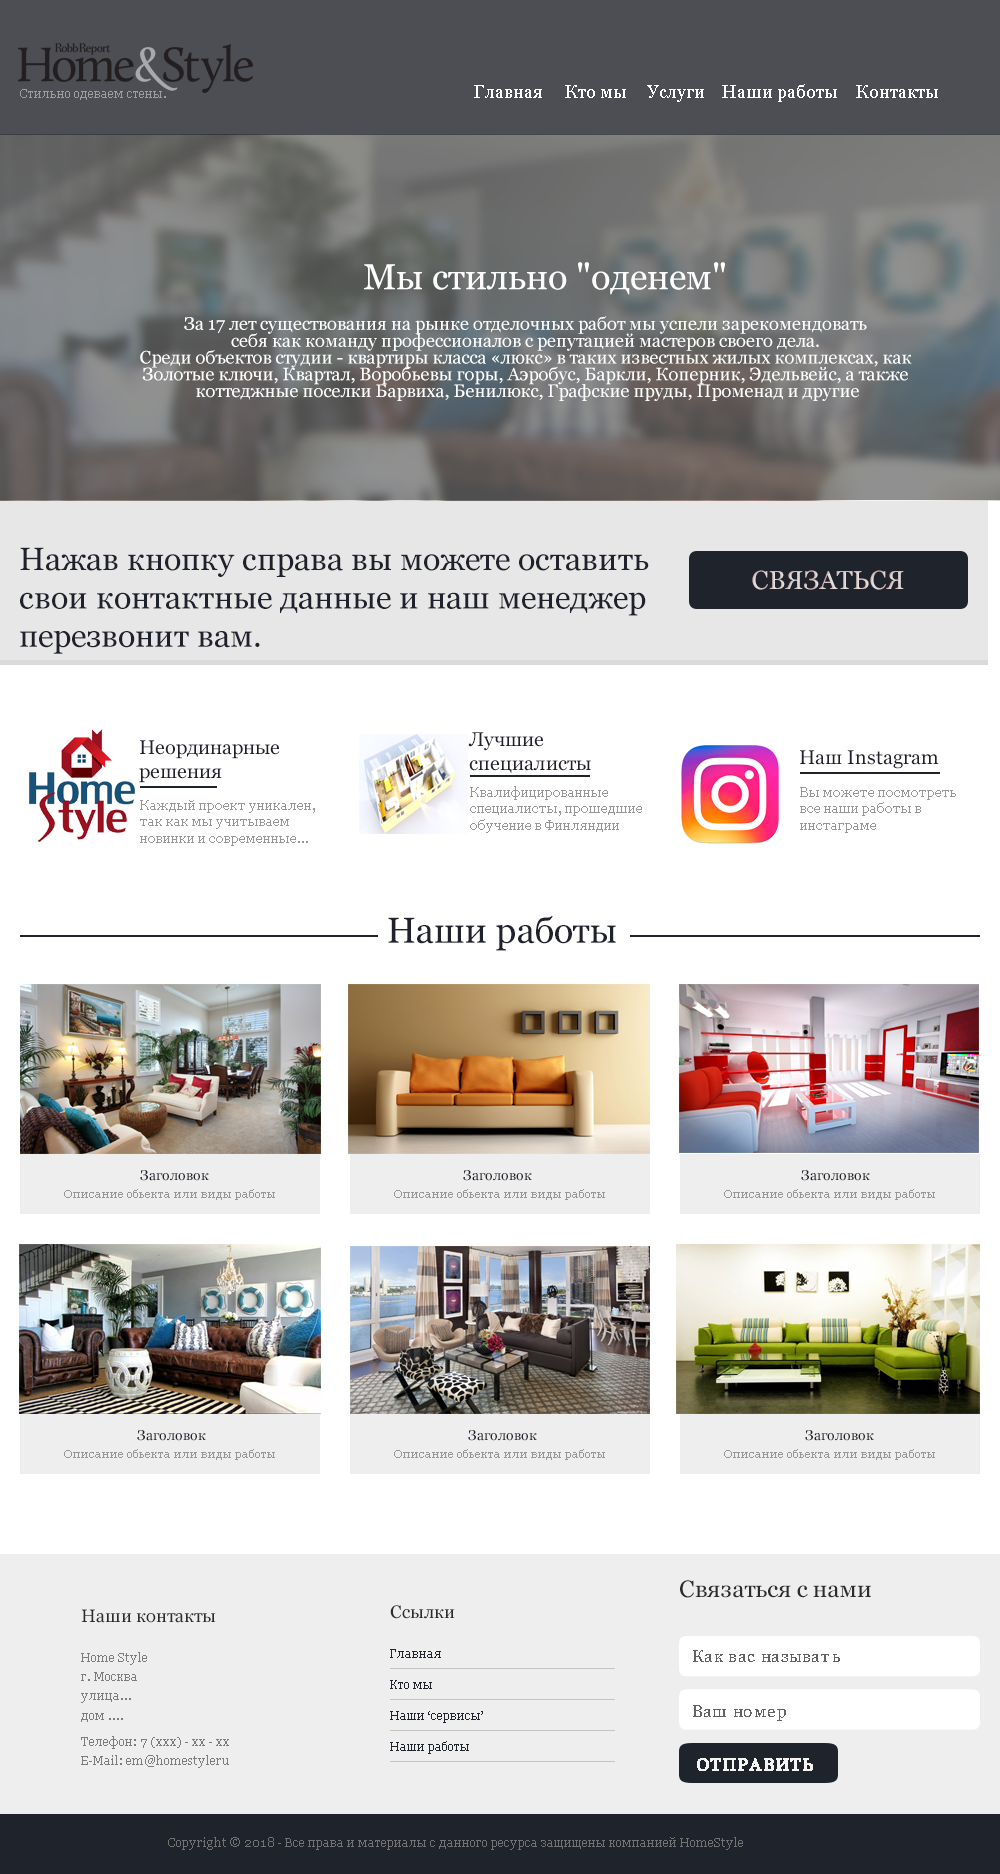 RobbReport
Home&Style
Стильно одеваем стены.
Главная Кто мы Услуги Наши работы Контакты
Мы стильно "оденем"
За 17 лет существования на рынке отделочных работ мы успели зарекомендовать
себя как команду профессионалов с репутацией мастеров своего дела.
Среди объектов студии - квартиры класса «люкс» в таких известных жилых комплексах, как
Золотые ключи, Квартал, Воробьевы горы, Аэробус, Баркли, Коперник, Эдельвейс, а также
коттеджные поселки Барвиха, Бенилюкс, Графские пруды, Променад и другие
Нажав кнопку справа вы можете оставить
свои контактные данные и наш менеджер
перезвонит вам.
СВЯЗАТЬСЯ
Home
Style
Неординарные
решения
Каждый проект уникален,
так как мы учитываем
новинки и современные...
Лучшие
специалисты
Квалифицированные
специалисты, прошедшие
обучение в Финляндии
Наш Instagram
Вы можете посмотреть
все наши работы в
инстаграме
Наши работы
Заголовок
Описание обьекта или виды работы
Заголовок
Описание обьекта или виды работы
Заголовок
Описание обьекта или виды работы
Заголовок
Описание обьекта или виды работы
Заголовок
Описание обьекта или виды работы
Заголовок
Описание обьекта или виды работы
Наши контакты
Home Style
г. Москва
улица...
дом ....
Телефон: 7 (xxx) - xx - xx
E-Mail: em@homestyleru
Ссылки
Главная
Кто мы
Наши ‘сервисы’
Наши работы
Связаться с нами
Как вас называть
Ваш номер
ОТПРАВИТЬ
Copyright © 2018 - Все права и материалы с данного ресурса защищены компанией HomeStyle